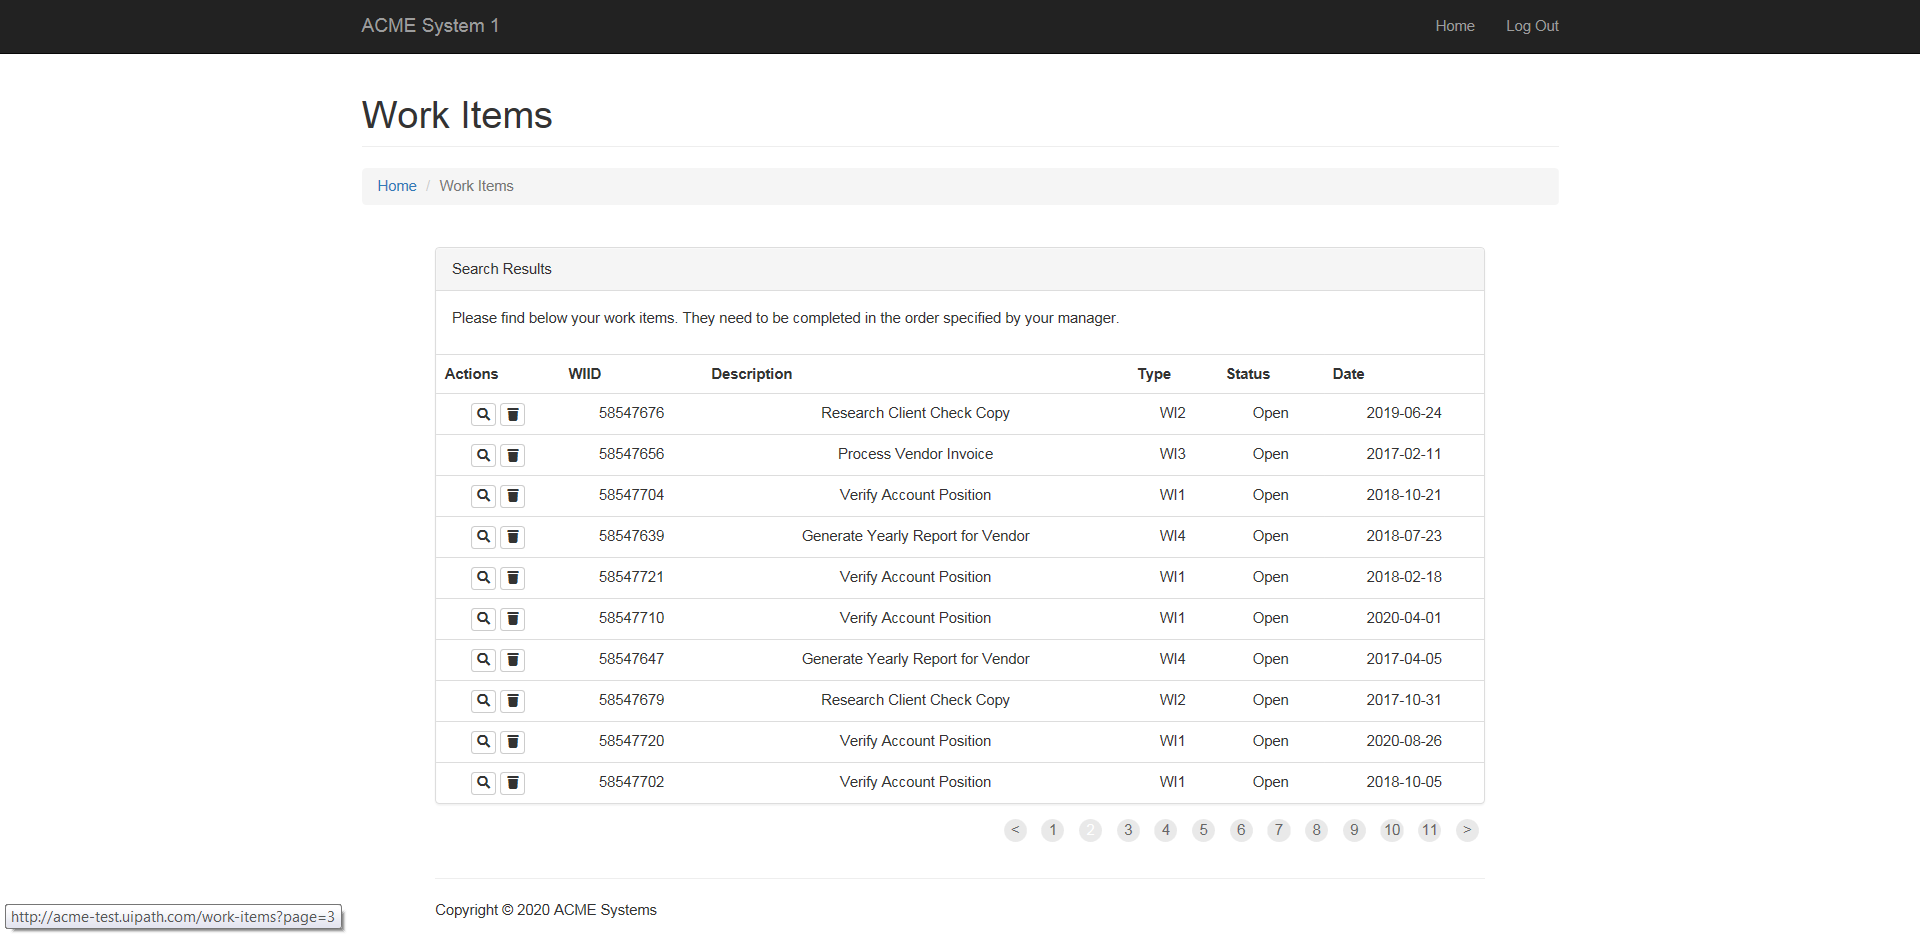 ACME System 1 Home Log Out
Work Items
Home / Work Items
Search Results
Please find below your work items. They need to be completed in the order specified by your manager.
Actions WIID Description Type Status Date
58547676 Research Client Check Copy WI2 Open 2019-06-24
58547656 Process Vendor Invoice WI3 Open 2017-02-11
58547704 Verify Account Position WI1 Open 2018-10-21
58547639 Generate Yearly Report for Vendor WI4 Open 2018-07-23
58547721 Verify Account Position WI1 Open 2018-02-18
58547710 Verify Account Position WI1 Open 2020-04-01
58547647 Generate Yearly Report for Vendor WI4 Open 2017-04-05
58547679 Research Client Check Copy WI2 Open 2017-10-31
58547720 Verify Account Position WI1 Open 2020-08-26
58547702 Verify Account Position WI1 Open 2018-10-05
< 1 2 3 4 5 6 7 8 9 10 11 >
Copyright © 2020 ACME Systems
http://acme-test.uipath.com/work-items?page=3